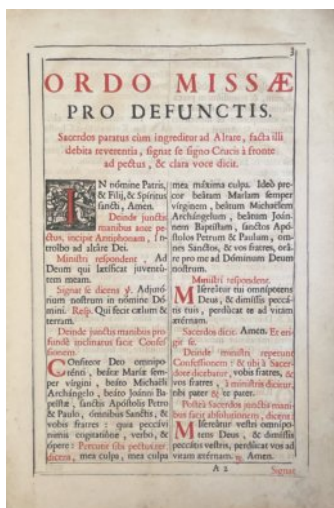 3
ORDO MISSÆ
PRO DEFUNCTIS.
Sacerdos paratus cùm ingreditur ad Altare, facta illi
debita reverentia, signat se signo Crucis à fronte
ad pectus, & clara voce dicit.
IN nómine Patris,
& Fílij, & Spíritus
sancti, Amen.
Deinde junctis
manibus ante pe-
ctus, incipit Antiphonam, In-
troíbo ad altáre Dei.
Ministri respondent, Ad
Deum qui lætíficat juventú-
tem meam.
Signat se dicens ℣. Adjutó-
rium nostrum in nómine Dó-
mini. Resp. Qui fecit cælum &
terram.
Deinde junctis manibus pro-
fundè inclinatus facit Confes-
sionem.
COnfíteor Deo omnipo-
ténti, beátæ Maríæ sem-
per vírgini, beáto Michaéli
Archángelo, beáto Joánni Ba-
ptístæ, sanctis Apóstolis Petro
& Paulo, ómnibus Sanctis, &
vobis fratres: quia peccávi
nimis cogitatióne, verbo, &
ópere: Percutit sibi pectus ter,
dicens, mea culpa, mea culpa
mea máxima culpa. Ideò pre-
cor beátam Maríam semper
vírginem, beátum Michaélem
Archángelum, beátum Joán-
nem Baptístam, sanctos Apó-
stolos Petrum & Paulum, om-
nes Sanctos, & vos fratres, orá-
re pro me ad Dóminum Deum
nostrum.
Ministri respondent.
MIsereátur tui omnípotens
Deus, & dimíssis peccá-
tis tuis, perdúcat te ad vitam
ætérnam.
Sacerdos dicit. Amen. Et eri-
git se.
Deinde ministri repetunt
Confessionem: & ubi à Sacer-
dote dicebatur, vobis fratres, &
vos fratres, à ministris dicitur,
tibi pater & te pater.
Posteà Sacerdos junctis mani-
bus facit absolutionem, dicens:
MIsereátur vestri omnípo-
tens Deus, & dimíssis
peccátis vestris, perdúcat vos ad
vitam ætérnam. ℟. Amen.
A 2
Signat